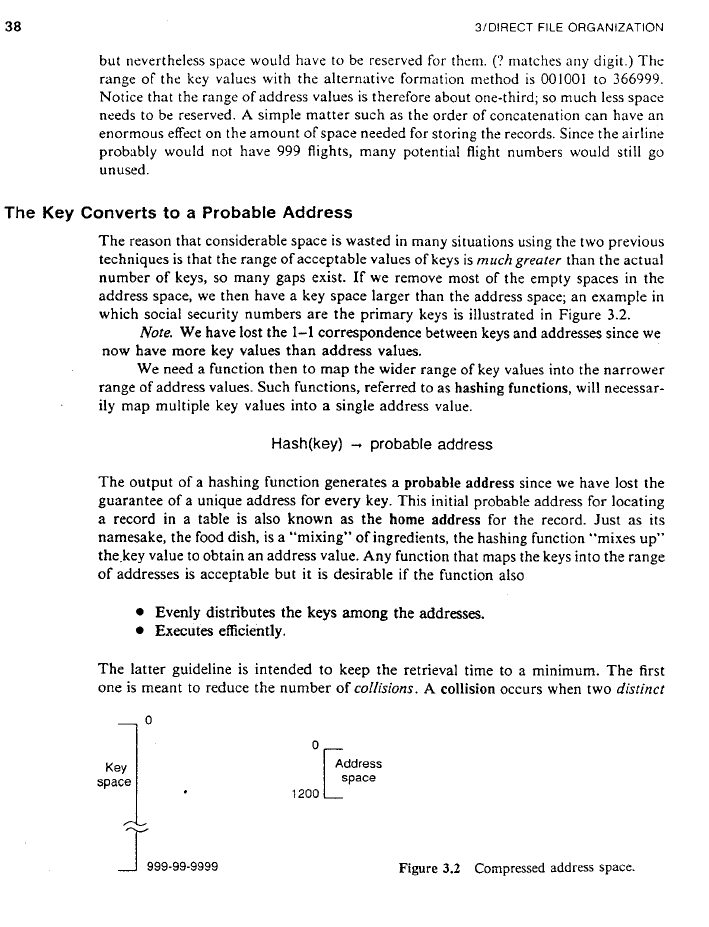 38
3/DIRECT FILE ORGANIZATION
but nevertheless space would have to be reserved for them. (? matches any digit.) The
range of the key values with the alternative formation method is 001001 to 366999.
Notice that the range of address values is therefore about one-third; so much less space
needs to be reserved. A simple matter such as the order of concatenation can have an
enormous effect on the amount of space needed for storing the records. Since the airline
probably would not have 999 flights, many potential flight numbers would still go
unused.
The Key Converts to a Probable Address
The reason that considerable space is wasted in many situations using the two previous
techniques is that the range of acceptable values of keys is much greater than the actual
number of keys, so many gaps exist. If we remove most of the empty spaces in the
address space, we then have a key space larger than the address space; an example in
which social security numbers are the primary keys is illustrated in Figure 3.2.
Note. We have lost the 1–1 correspondence between keys and addresses since we
now have more key values than address values.
We need a function then to map the wider range of key values into the narrower
range of address values. Such functions, referred to as hashing functions, will necessar-
ily map multiple key values into a single address value.
Hash(key) → probable address
The output of a hashing function generates a probable address since we have lost the
guarantee of a unique address for every key. This initial probable address for locating
a record in a table is also known as the home address for the record. Just as its
namesake, the food dish, is a "mixing" of ingredients, the hashing function "mixes up"
the key value to obtain an address value. Any function that maps the keys into the range
of addresses is acceptable but it is desirable if the function also
• Evenly distributes the keys among the addresses.
• Executes efficiently.
The latter guideline is intended to keep the retrieval time to a minimum. The first
one is meant to reduce the number of collisions. A collision occurs when two distinct
0
Key
space
999-99-9999
0
Address
space
1200
Figure 3.2 Compressed address space.